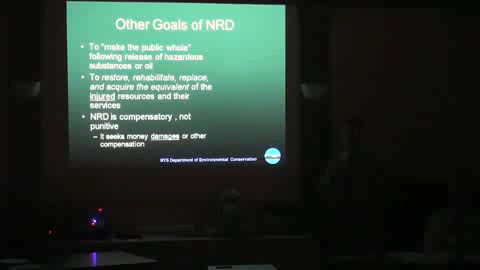 Other Goals of NRD
• To "make the public whole"
following release of hazardous
substances or oil
• To restore, rehabilitate, replace,
and acquire the equivalent of the
injured resources and their
services
• NRD is compensatory , not
punitive
– It seeks money damages or other
compensation
NYS Department of Environmental Conservation